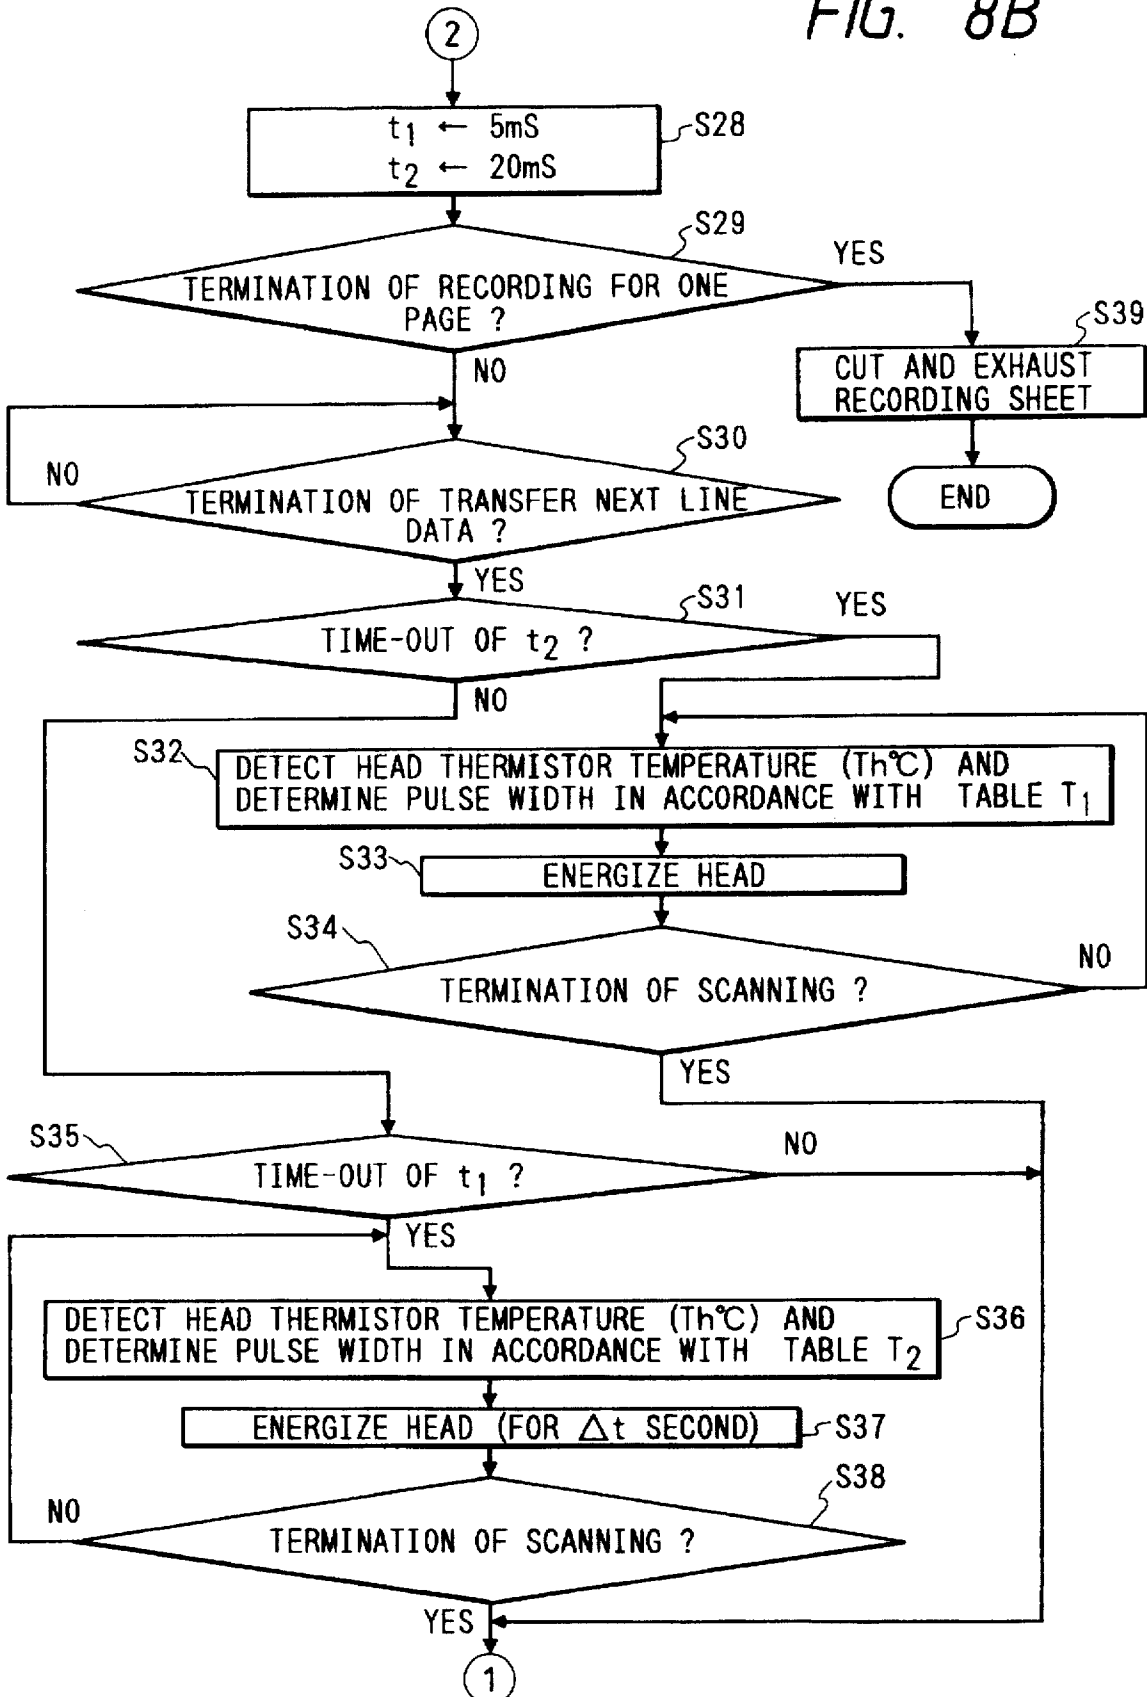 FIG. 8B
2
t1 ← 5mS
t2 ← 20mS
S28
S29
YES
TERMINATION OF RECORDING FOR ONE
PAGE ?
NO
S39
CUT AND EXHAUST
RECORDING SHEET
END
S30
NO
TERMINATION OF TRANSFER NEXT LINE
DATA ?
YES
S31
YES
TIME-OUT OF t2 ?
NO
S32
DETECT HEAD THERMISTOR TEMPERATURE (Th℃) AND
DETERMINE PULSE WIDTH IN ACCORDANCE WITH TABLE T1
S33
ENERGIZE HEAD
S34
NO
TERMINATION OF SCANNING ?
YES
S35
NO
TIME-OUT OF t1 ?
YES
DETECT HEAD THERMISTOR TEMPERATURE (Th℃) AND
DETERMINE PULSE WIDTH IN ACCORDANCE WITH TABLE T2
S36
ENERGIZE HEAD (FOR △t SECOND)
S37
S38
NO
TERMINATION OF SCANNING ?
YES
1